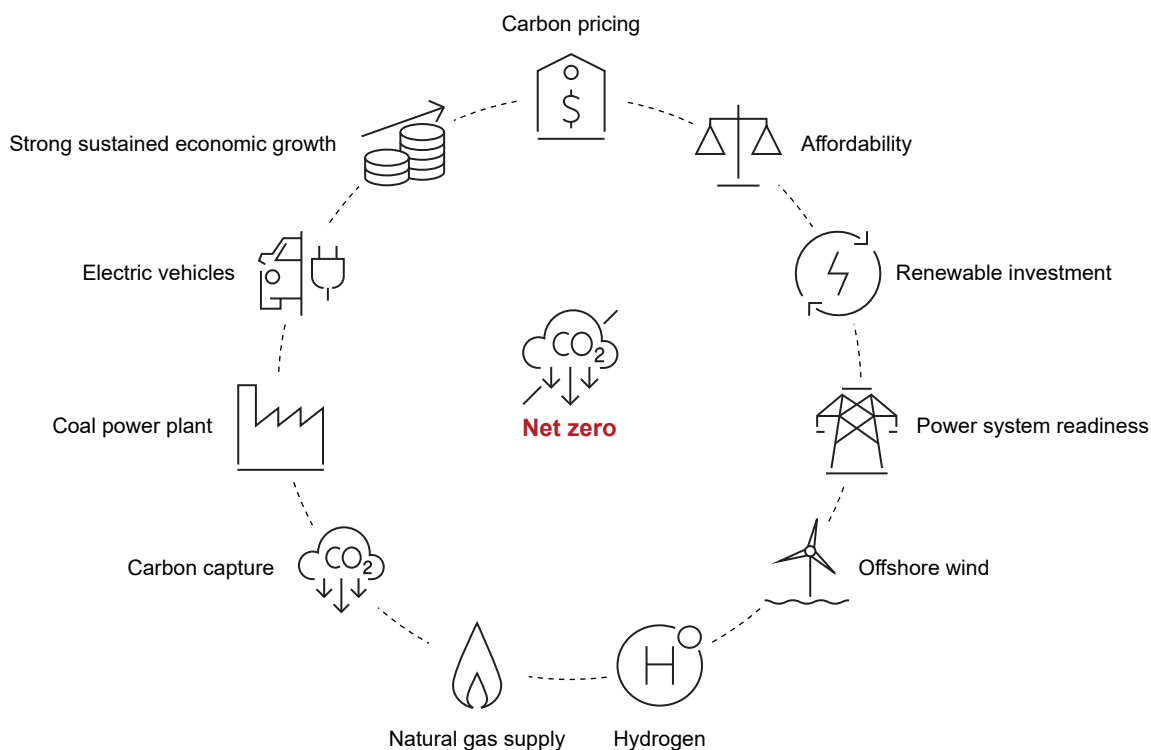 Carbon pricing
$
Strong sustained economic growth
Affordability
Electric vehicles
Renewable investment
CO2
Net zero
Coal power plant
Power system readiness
Carbon capture
CO2
Offshore wind
H
Natural gas supply
Hydrogen